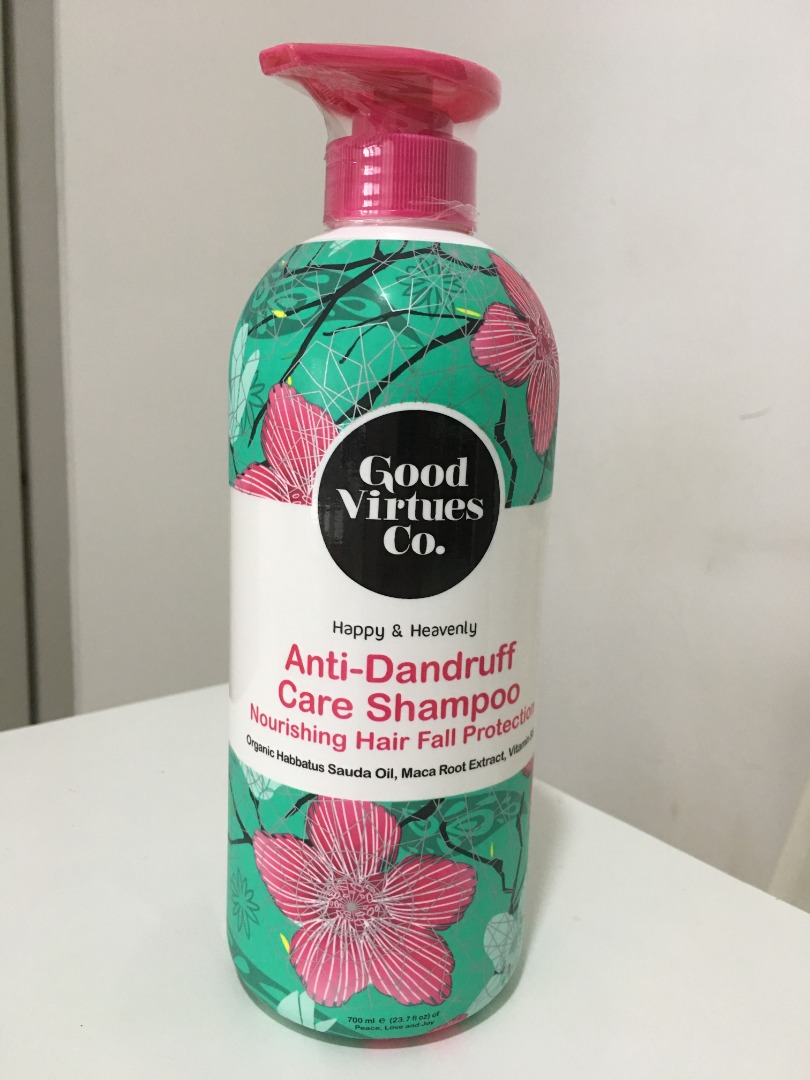 Good
Virtues
Co.
Happy & Heavenly
Anti-Dandruff
Care Shampoo
Nourishing Hair Fall Protection
Organic Habbatus Sauda Oil, Maca Root Extract, Vitamin
700 ml ℮ (23.7 fl oz) of
Peace, Love and Joy